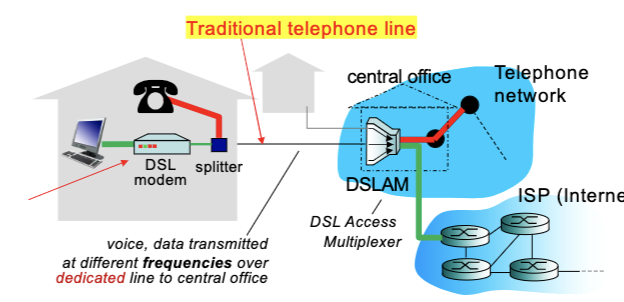 Traditional telephone line
central office
Telephone
network
DSL
modem
splitter
DSLAM
ISP (Interne
DSL Access
Multiplexer
voice, data transmitted
at different frequencies over
dedicated line to central office